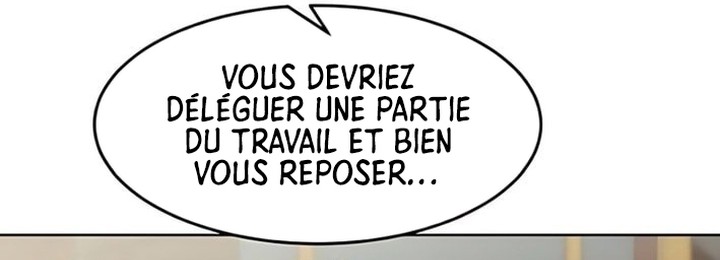 VOUS DEVRIEZ
DÉLÉGUER UNE PARTIE
DU TRAVAIL ET BIEN
VOUS REPOSER...